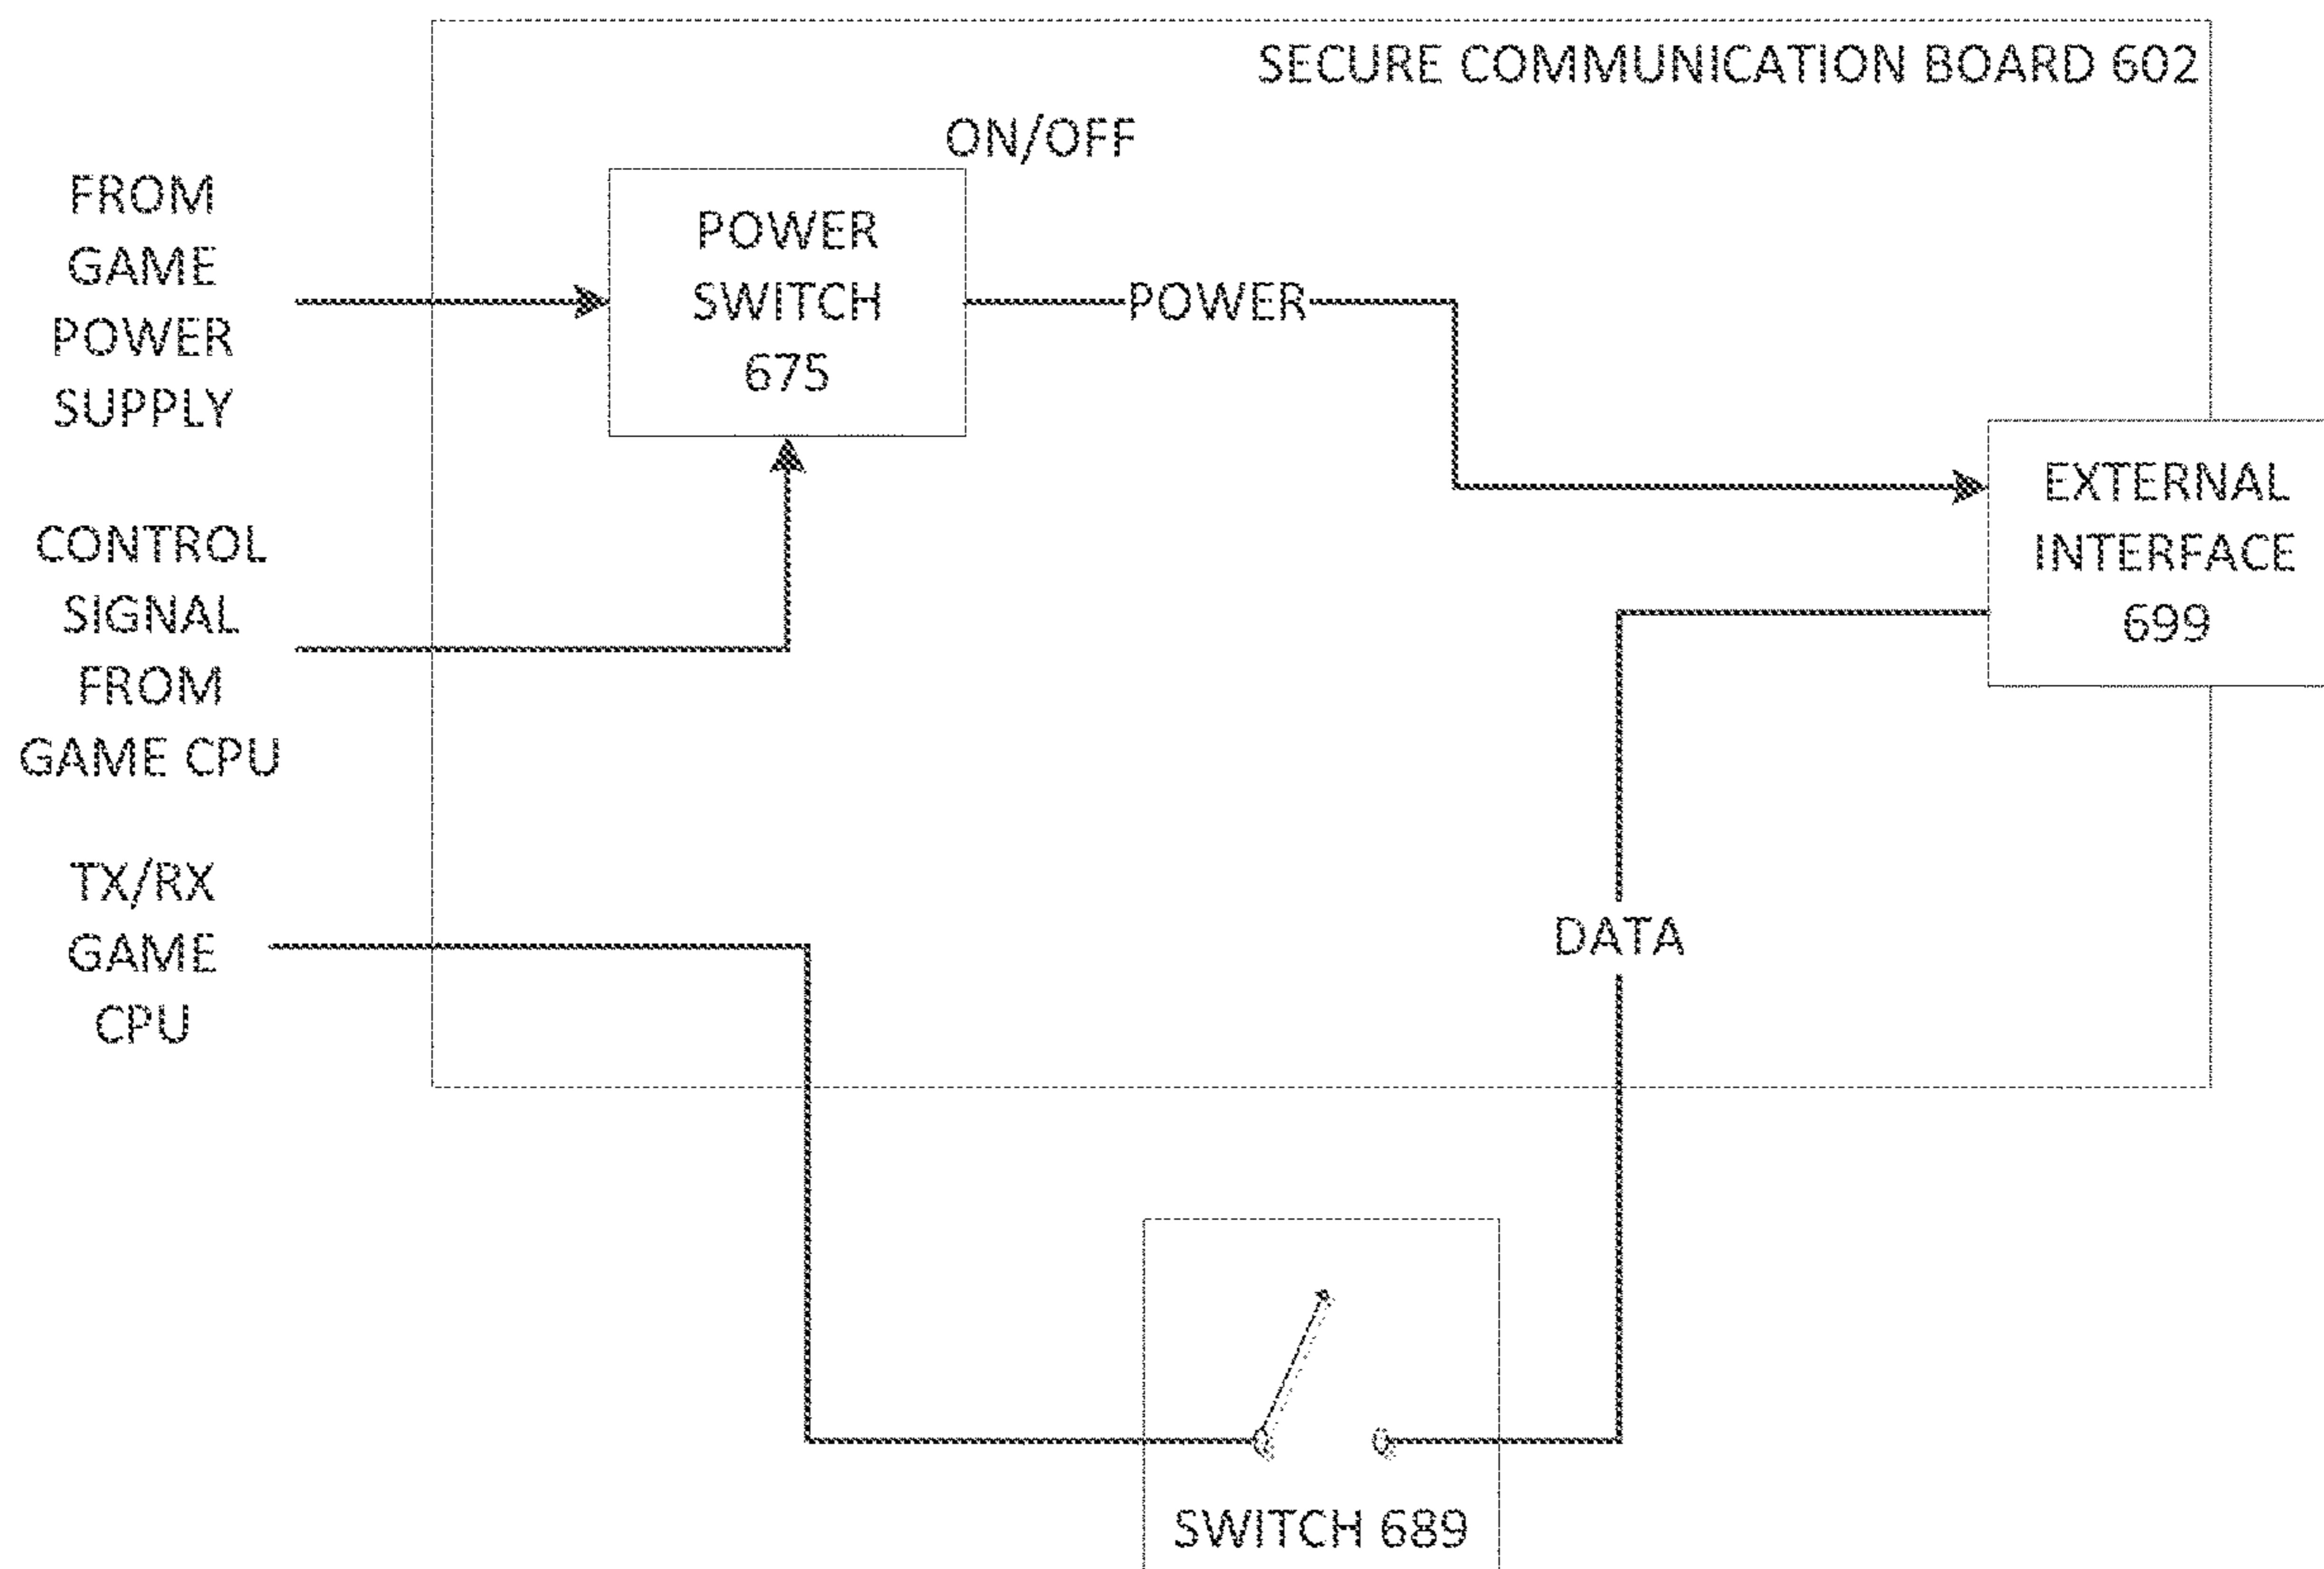 SECURE COMMUNICATION BOARD 602
ON/OFF
FROM
GAME
POWER
SUPPLY
POWER
SWITCH
675
POWER
EXTERNAL
INTERFACE
699
CONTROL
SIGNAL
FROM
GAME CPU
TX/RX
GAME
CPU
DATA
SWITCH 689